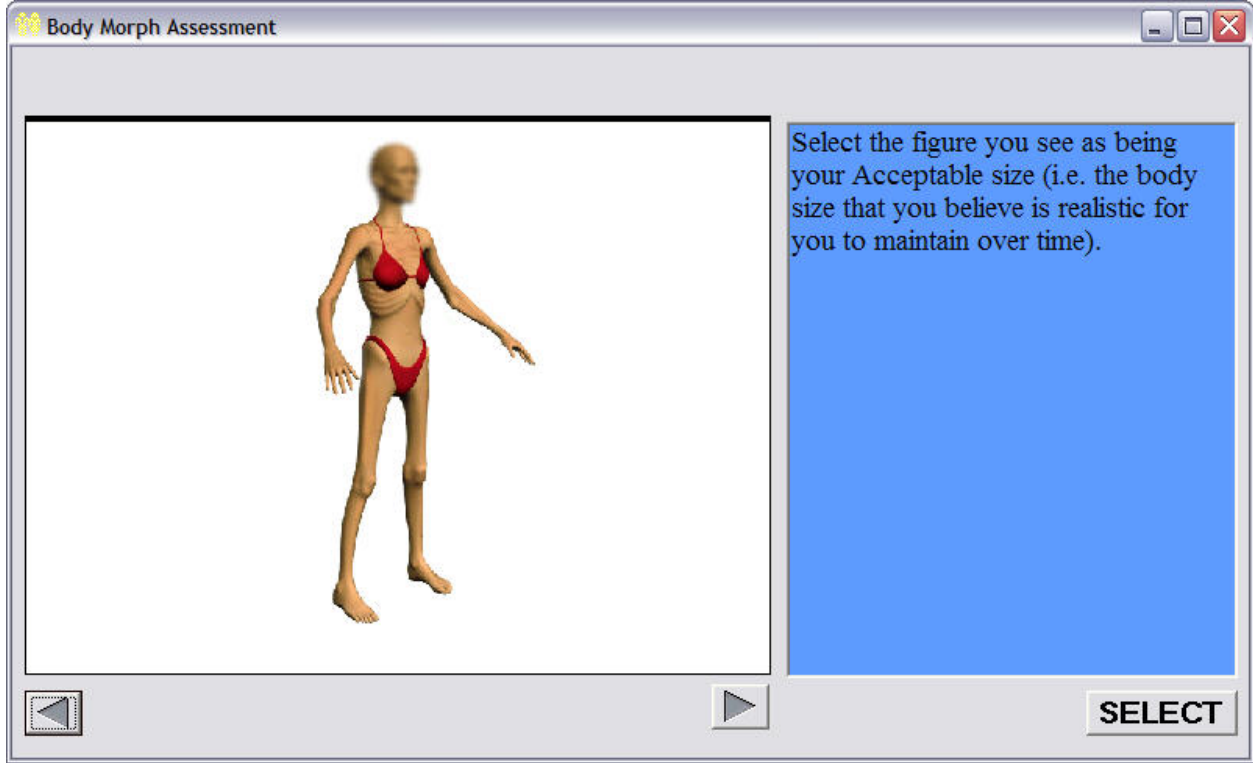 Body Morph Assessment
Select the figure you see as being
your Acceptable size (i.e. the body
size that you believe is realistic for
you to maintain over time).
SELECT